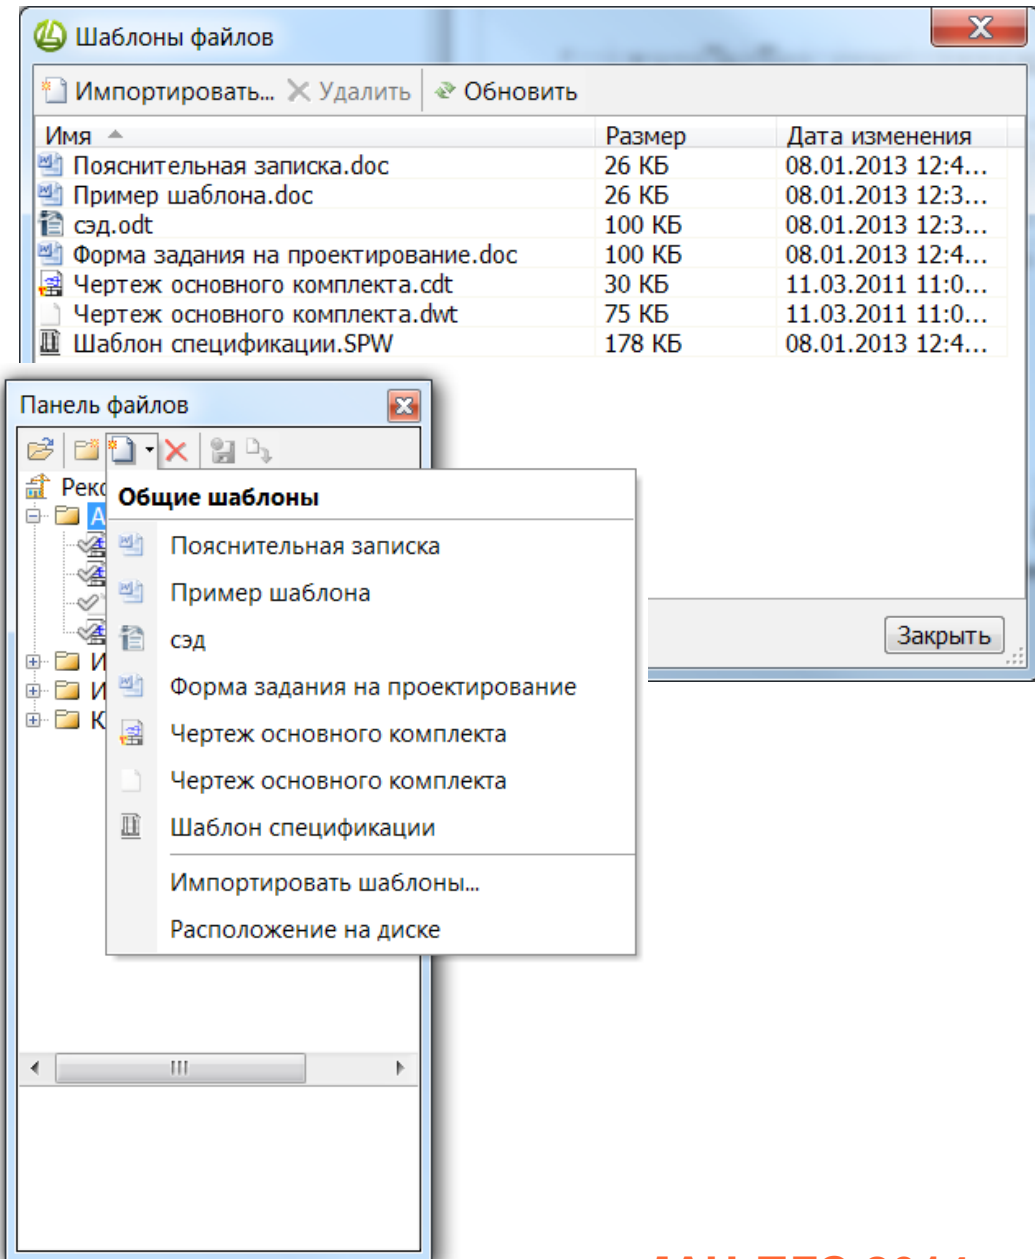 Шаблоны файлов
Импортировать... Удалить Обновить
Имя Размер Дата изменения
Пояснительная записка.doc 26 КБ 08.01.2013 12:4...
Пример шаблона.doc 26 КБ 08.01.2013 12:3...
сэд.odt 100 КБ 08.01.2013 12:3...
Форма задания на проектирование.doc 100 КБ 08.01.2013 12:4...
Чертеж основного комплекта.cdt 30 КБ 11.03.2011 11:0...
Чертеж основного комплекта.dwt 75 КБ 11.03.2011 11:0...
Шаблон спецификации.SPW 178 КБ 08.01.2013 12:4...
Закрыть
Панель файлов
Общие шаблоны
Пояснительная записка
Пример шаблона
сэд
Форма задания на проектирование
Чертеж основного комплекта
Чертеж основного комплекта
Шаблон спецификации
Импортировать шаблоны...
Расположение на диске